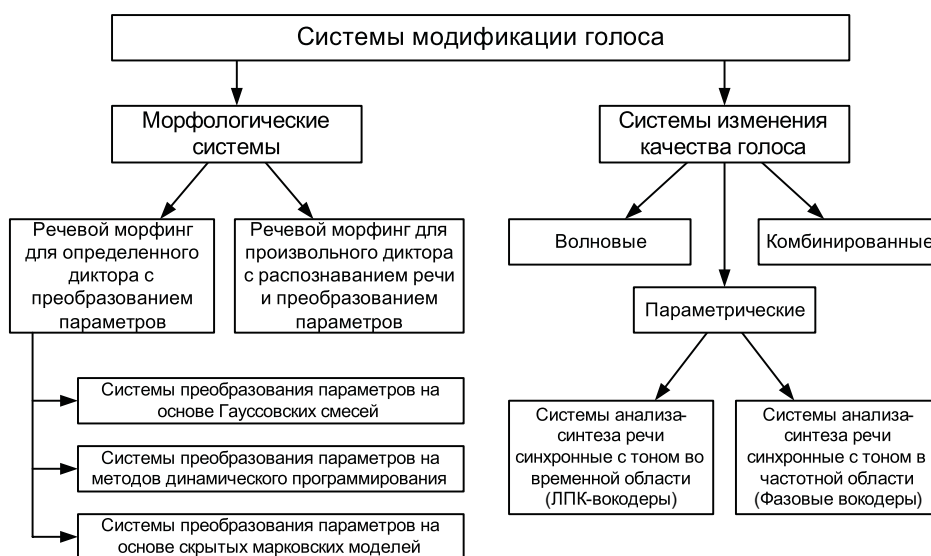 Системы модификации голоса
Морфологические
системы
Системы изменения
качества голоса
Речевой морфинг
для определенного
диктора с
преобразованием
параметров
Речевой морфинг для
произвольного диктора
с распознаванием речи
и преобразованием
параметров
Волновые
Комбинированные
Параметрические
Системы преобразования параметров на
основе Гауссовских смесей
Системы преобразования параметров на
методов динамического программирования
Системы преобразования параметров на
основе скрытых марковских моделей
Системы анализа-
синтеза речи
синхронные с тоном во
временной области
(ЛПК-вокодеры)
Системы анализа-
синтеза речи
синхронные с тоном в
частотной области
(Фазовые вокодеры)